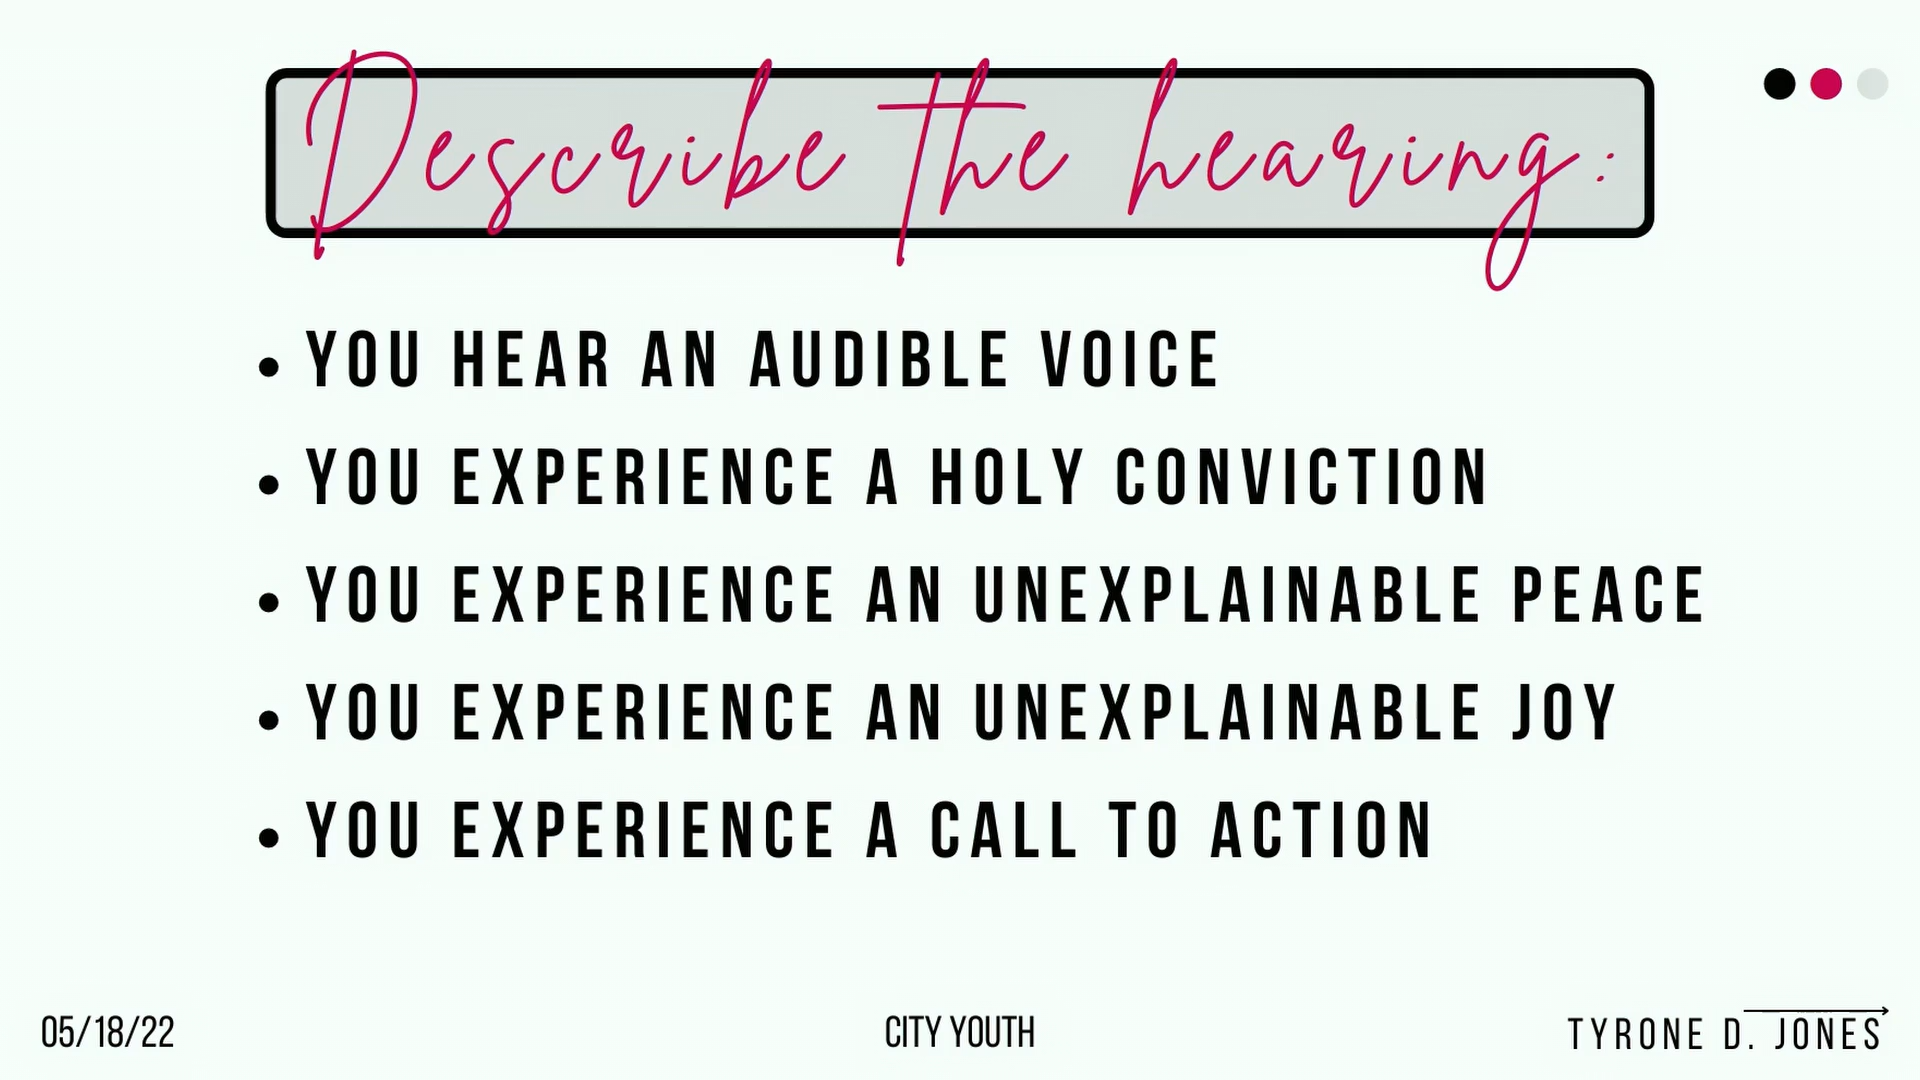 Describe the hearing:
• YOU HEAR AN AUDIBLE VOICE
• YOU EXPERIENCE A HOLY CONVICTION
• YOU EXPERIENCE AN UNEXPLAINABLE PEACE
• YOU EXPERIENCE AN UNEXPLAINABLE JOY
• YOU EXPERIENCE A CALL TO ACTION
05/18/22
CITY YOUTH
TYRONE D. JONES